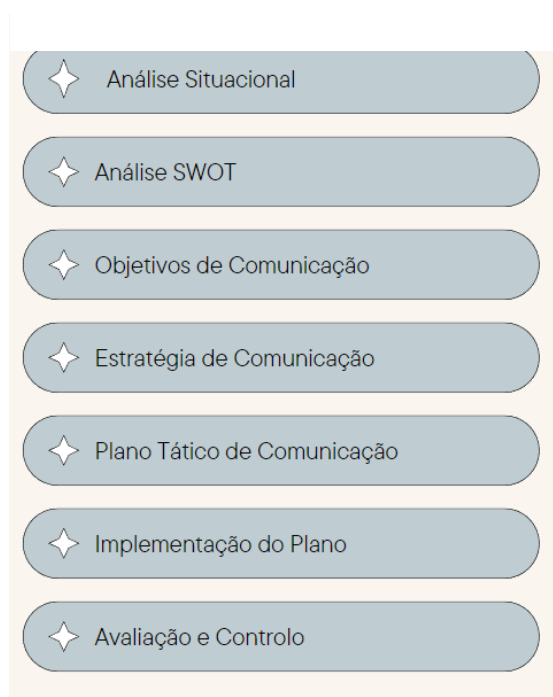 Análise Situacional
Análise SWOT
Objetivos de Comunicação
Estratégia de Comunicação
Plano Tático de Comunicação
Implementação do Plano
Avaliação e Controlo